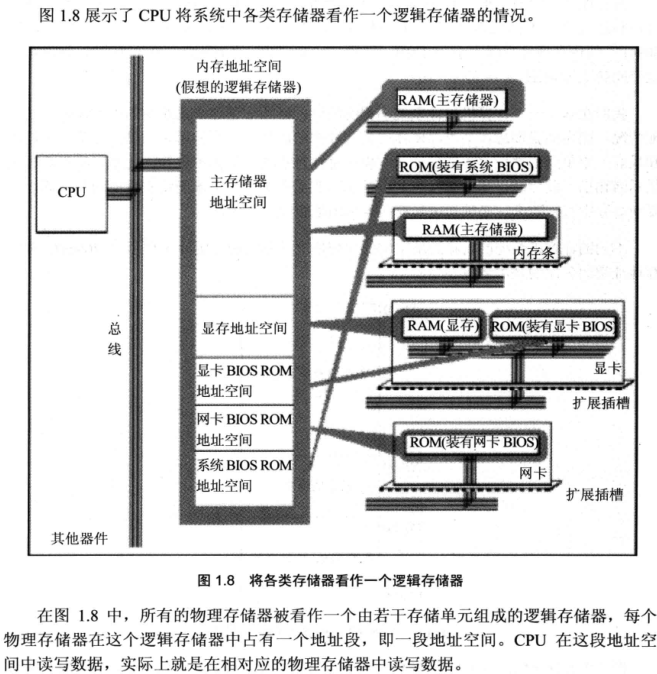 图 1.8 展示了 CPU 将系统中各类存储器看作一个逻辑存储器的情况。
内存地址空间
(假想的逻辑存储器)
RAM(主存储器)
ROM(装有系统 BIOS)
CPU
主存储器
地址空间
RAM(主存储器)
内存条
总
线
显存地址空间
RAM(显存)
ROM(装有显卡 BIOS)
显卡
显卡 BIOS ROM
地址空间
扩展插槽
网卡 BIOS ROM
地址空间
ROM(装有网卡 BIOS)
网卡
系统 BIOS ROM
地址空间
扩展插槽
其他器件
图 1.8 将各类存储器看作一个逻辑存储器
在图 1.8 中，所有的物理存储器被看作一个由若干存储单元组成的逻辑存储器，每个
物理存储器在这个逻辑存储器中占有一个地址段，即一段地址空间。CPU 在这段地址空
间中读写数据，实际上就是在相对应的物理存储器中读写数据。